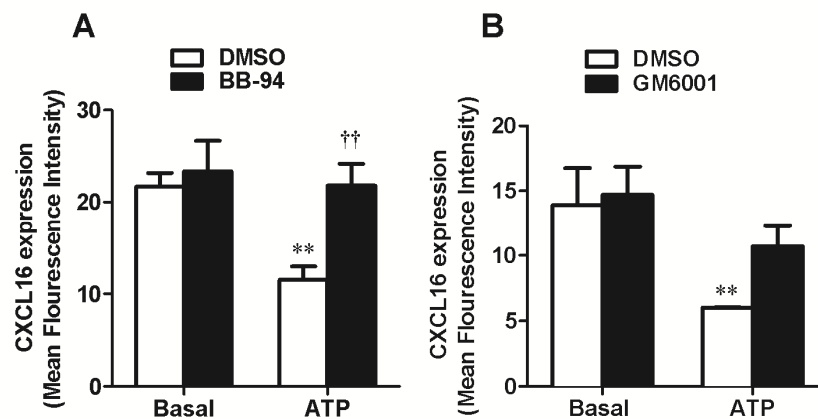 A
DMSO
BB-94
CXCL16 expression
(Mean Flourescence Intensity)
30
20
10
0
††
**
Basal
ATP
B
DMSO
GM6001
CXCL16 expression
(Mean Flourescence Intensity)
20
15
10
5
0
**
Basal
ATP